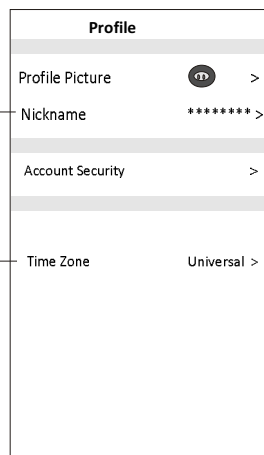 Profile
Profile Picture >
Nickname ******** >
Account Security >
Time Zone Universal >